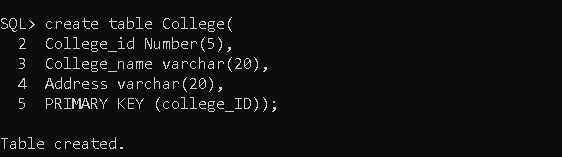 SQL> create table College(
2 College_id Number(5),
3 College_name varchar(20),
4 Address varchar(20),
5 PRIMARY KEY (college_ID));
Table created.